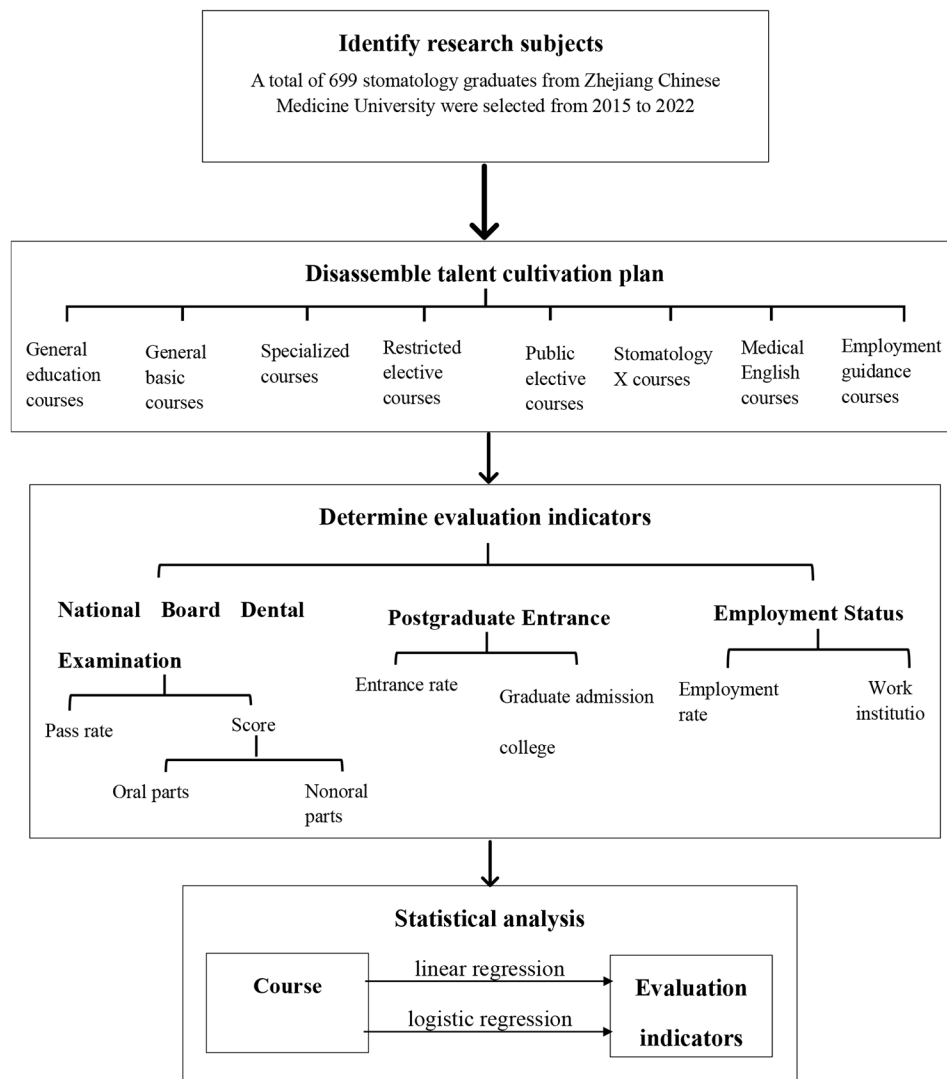 Identify research subjects
A total of 699 stomatology graduates from Zhejiang Chinese
Medicine University were selected from 2015 to 2022
Disassemble talent cultivation plan
General
education
courses
General
basic
courses
Specialized
courses
Restricted
elective
courses
Public
elective
courses
Stomatology
X courses
Medical
English
courses
Employment
guidance
courses
Determine evaluation indicators
National Board Dental
Examination
Pass rate
Score
Oral parts
Nonoral
parts
Postgraduate Entrance
Entrance rate
Graduate admission
college
Employment Status
Employment
rate
Work
institutio
Statistical analysis
Course
linear regression
logistic regression
Evaluation
indicators